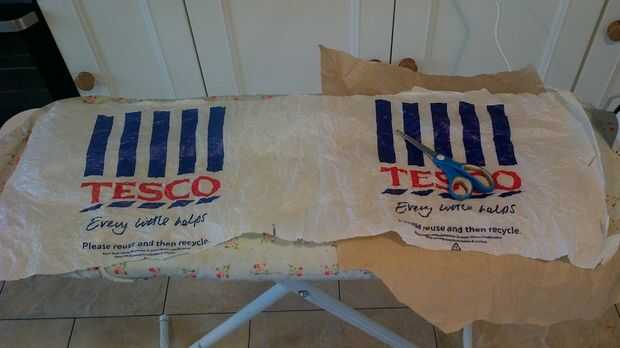 TESCO
Every little helps
Please reuse and then recycle.
TESCO
Every little helps
reuse and then recycle.